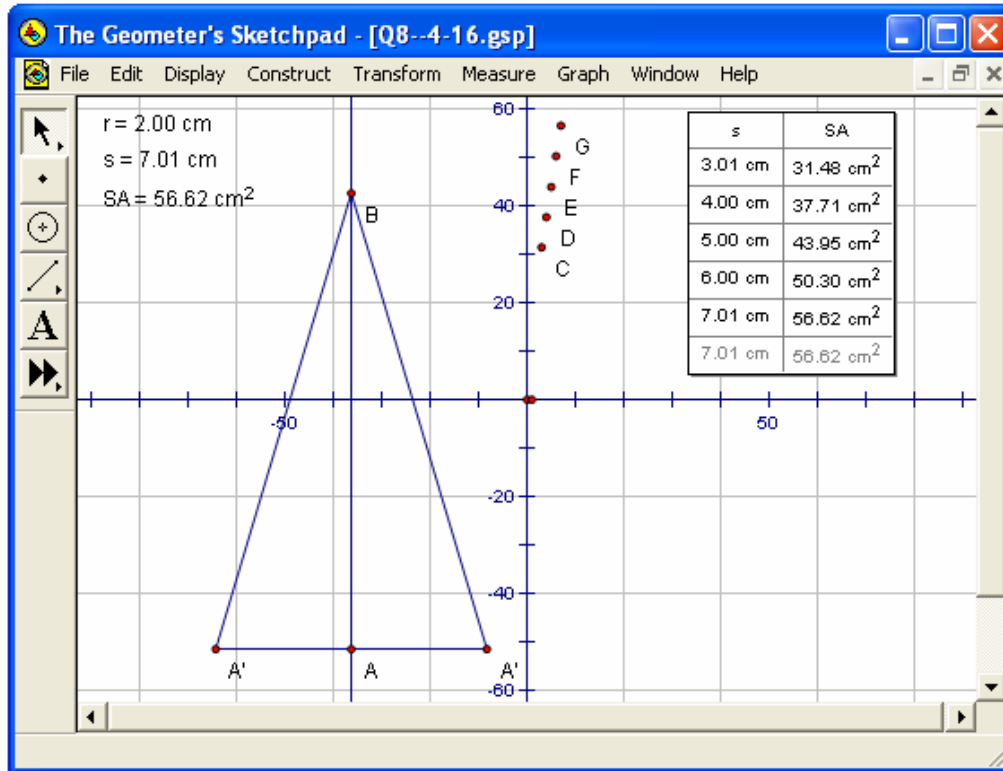 The Geometer's Sketchpad - [Q8--4-16.gsp]
File Edit Display Construct Transform Measure Graph Window Help
r = 2.00 cm
s = 7.01 cm
SA = 56.62 cm²
A
s SA
3.01 cm 31.48 cm²
4.00 cm 37.71 cm²
5.00 cm 43.95 cm²
6.00 cm 50.30 cm²
7.01 cm 56.62 cm²
7.01 cm 56.62 cm²
60
G
F
40
B
E
D
C
20
-50
50
-20
-40
A'
A
A'
-60